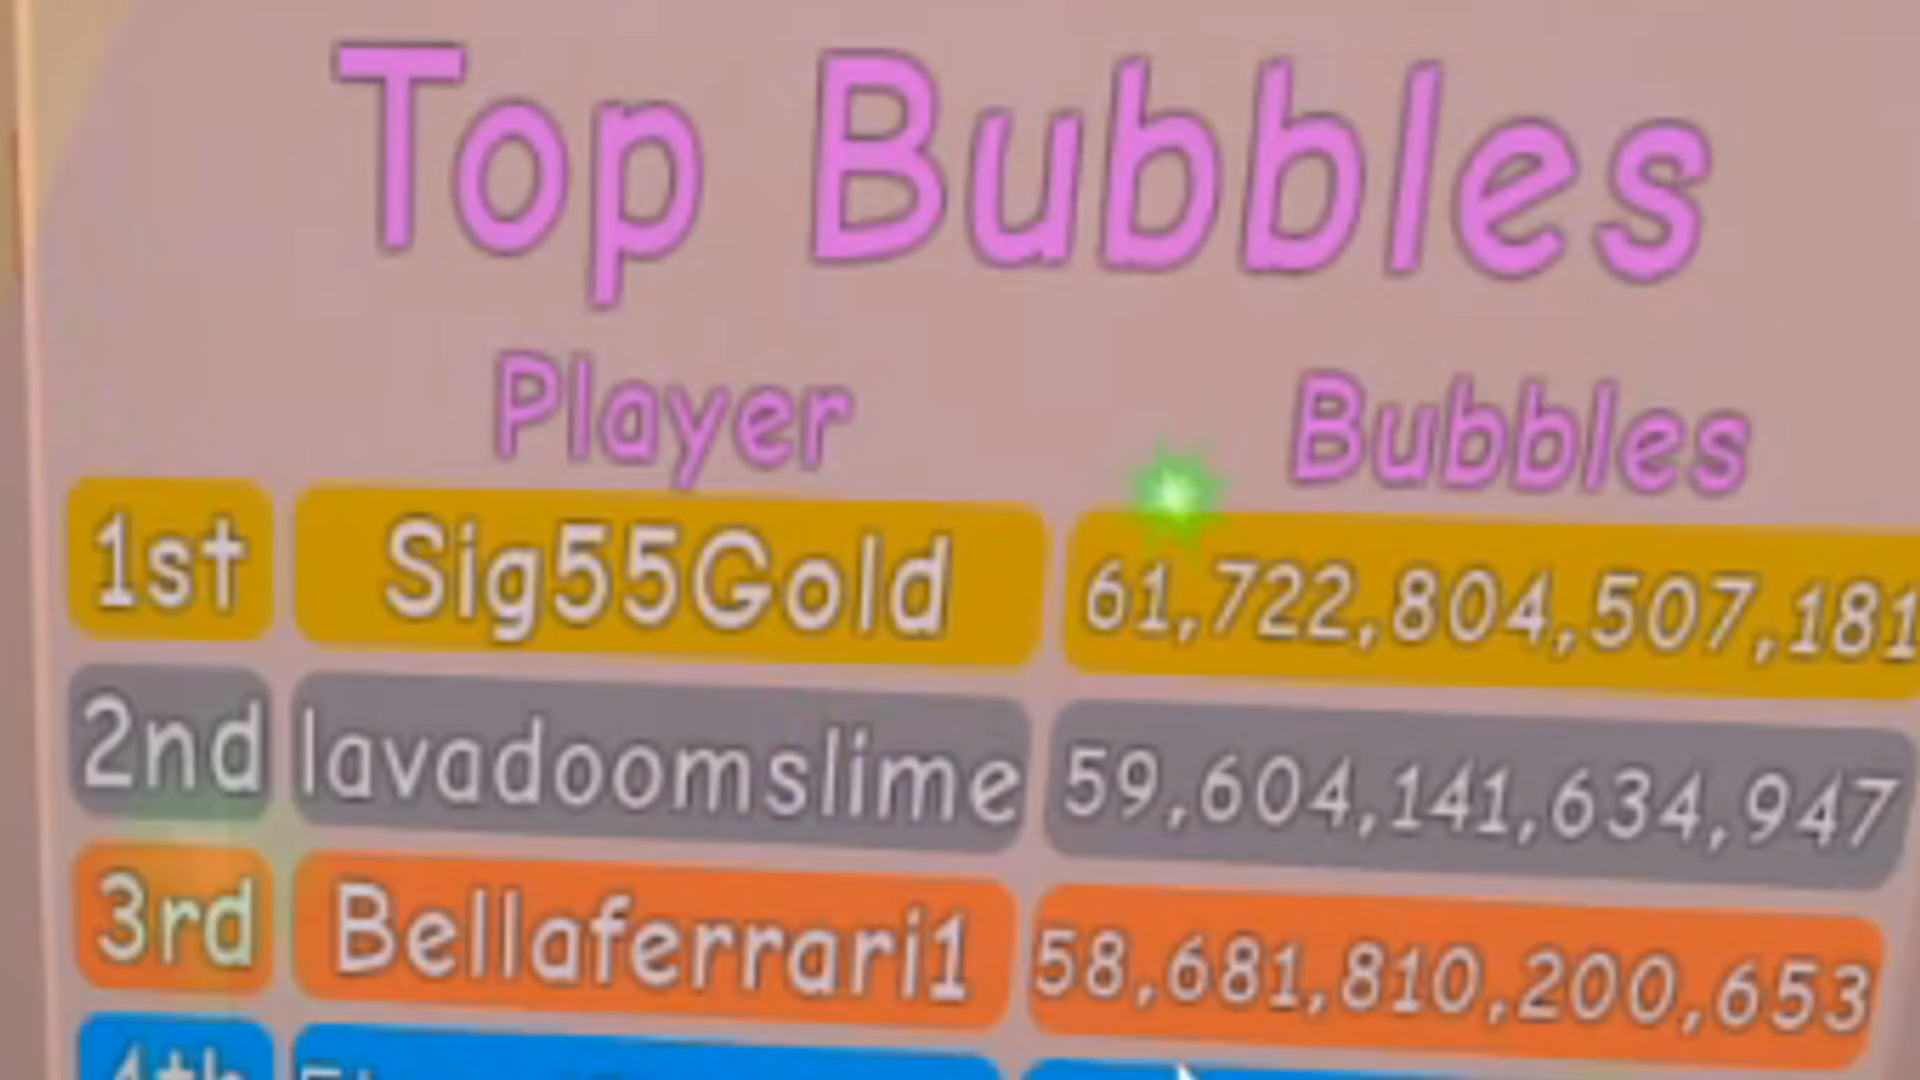 Top Bubbles
Player Bubbles
1st Sig55Gold 61,722,804,507,181
2nd lavadoomslime 59,604,141,634,947
3rd Bellaferrari1 58,681,810,200,653
4th